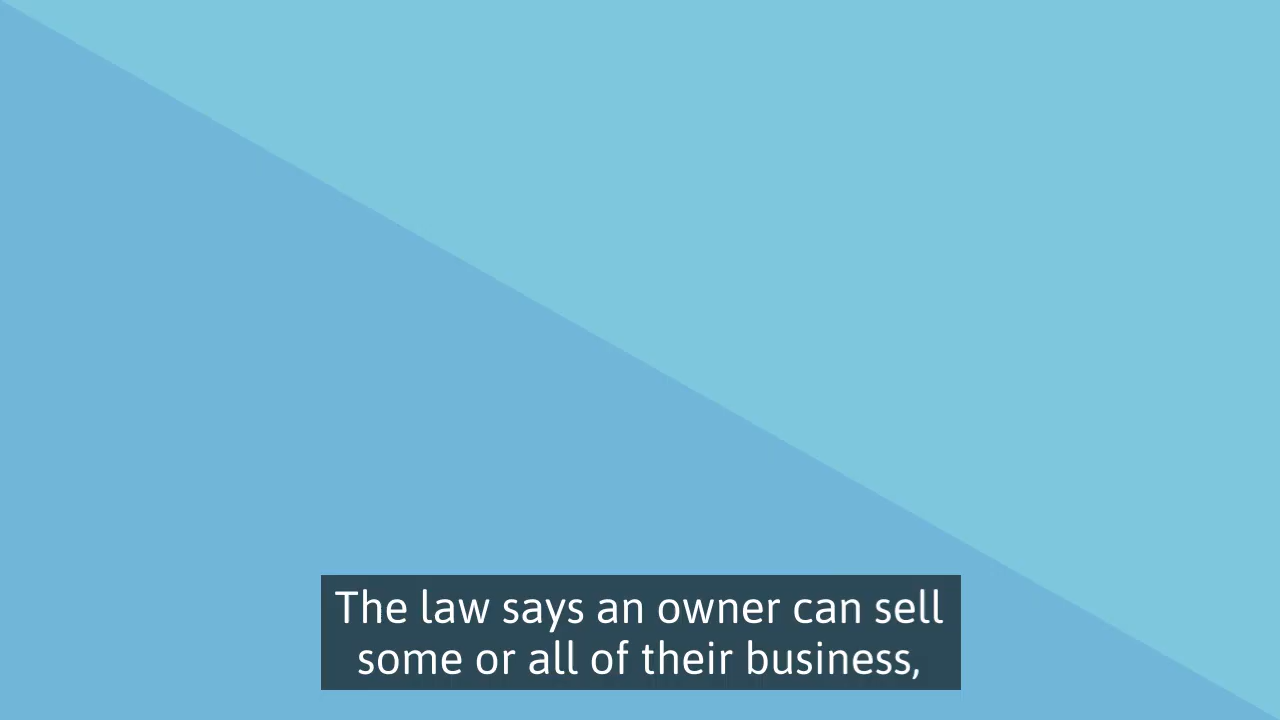 The law says an owner can sell
some or all of their business,